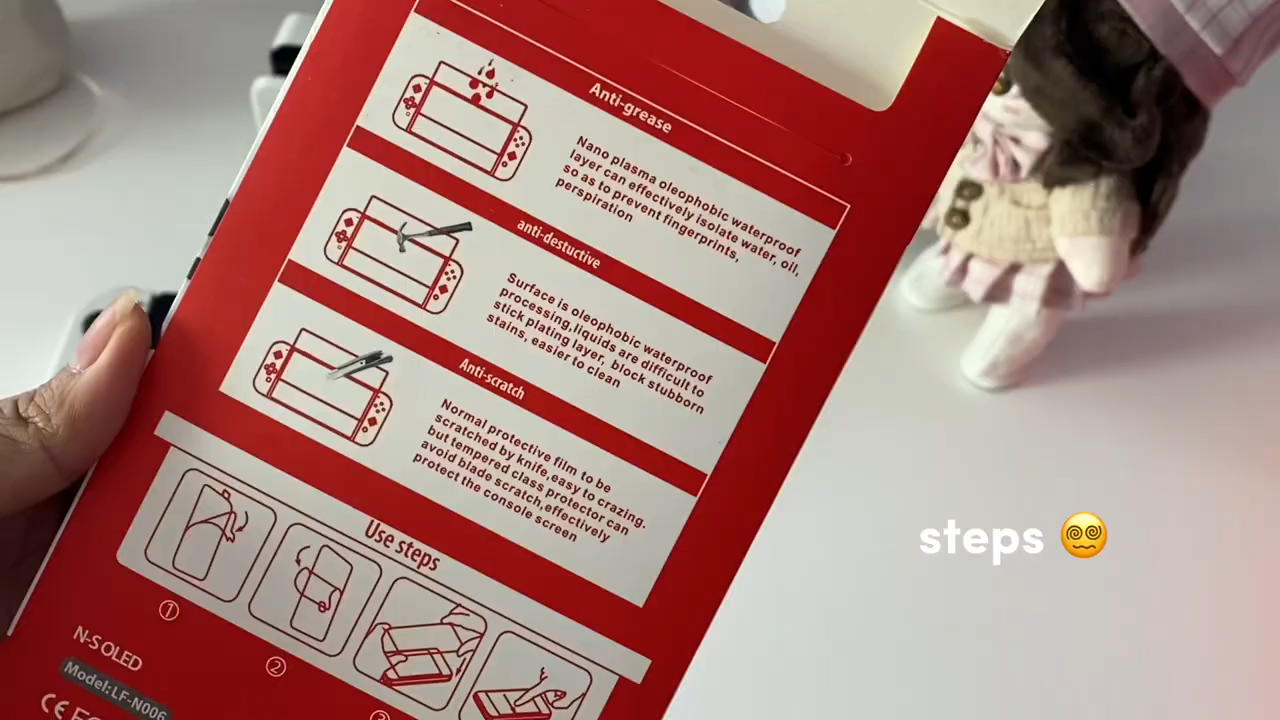 Anti-grease
Nano plasma oleophobic waterproof
layer can effectively isolate water, oil,
so as to prevent fingerprints,
perspiration
anti-destuctive
Surface is oleophobic waterproof
processing,liquids are difficult to
stick plating layer, block stubborn
stains, easier to clean
Anti-scratch
Normal protective film to be
scratched by knife,easy to crazing.
but tempered class protector can
avoid blade scratch,effectively
protect the console screen
Use steps
①
②
③
N-S OLED
Model:LF-N006
CE
steps 😵‍💫